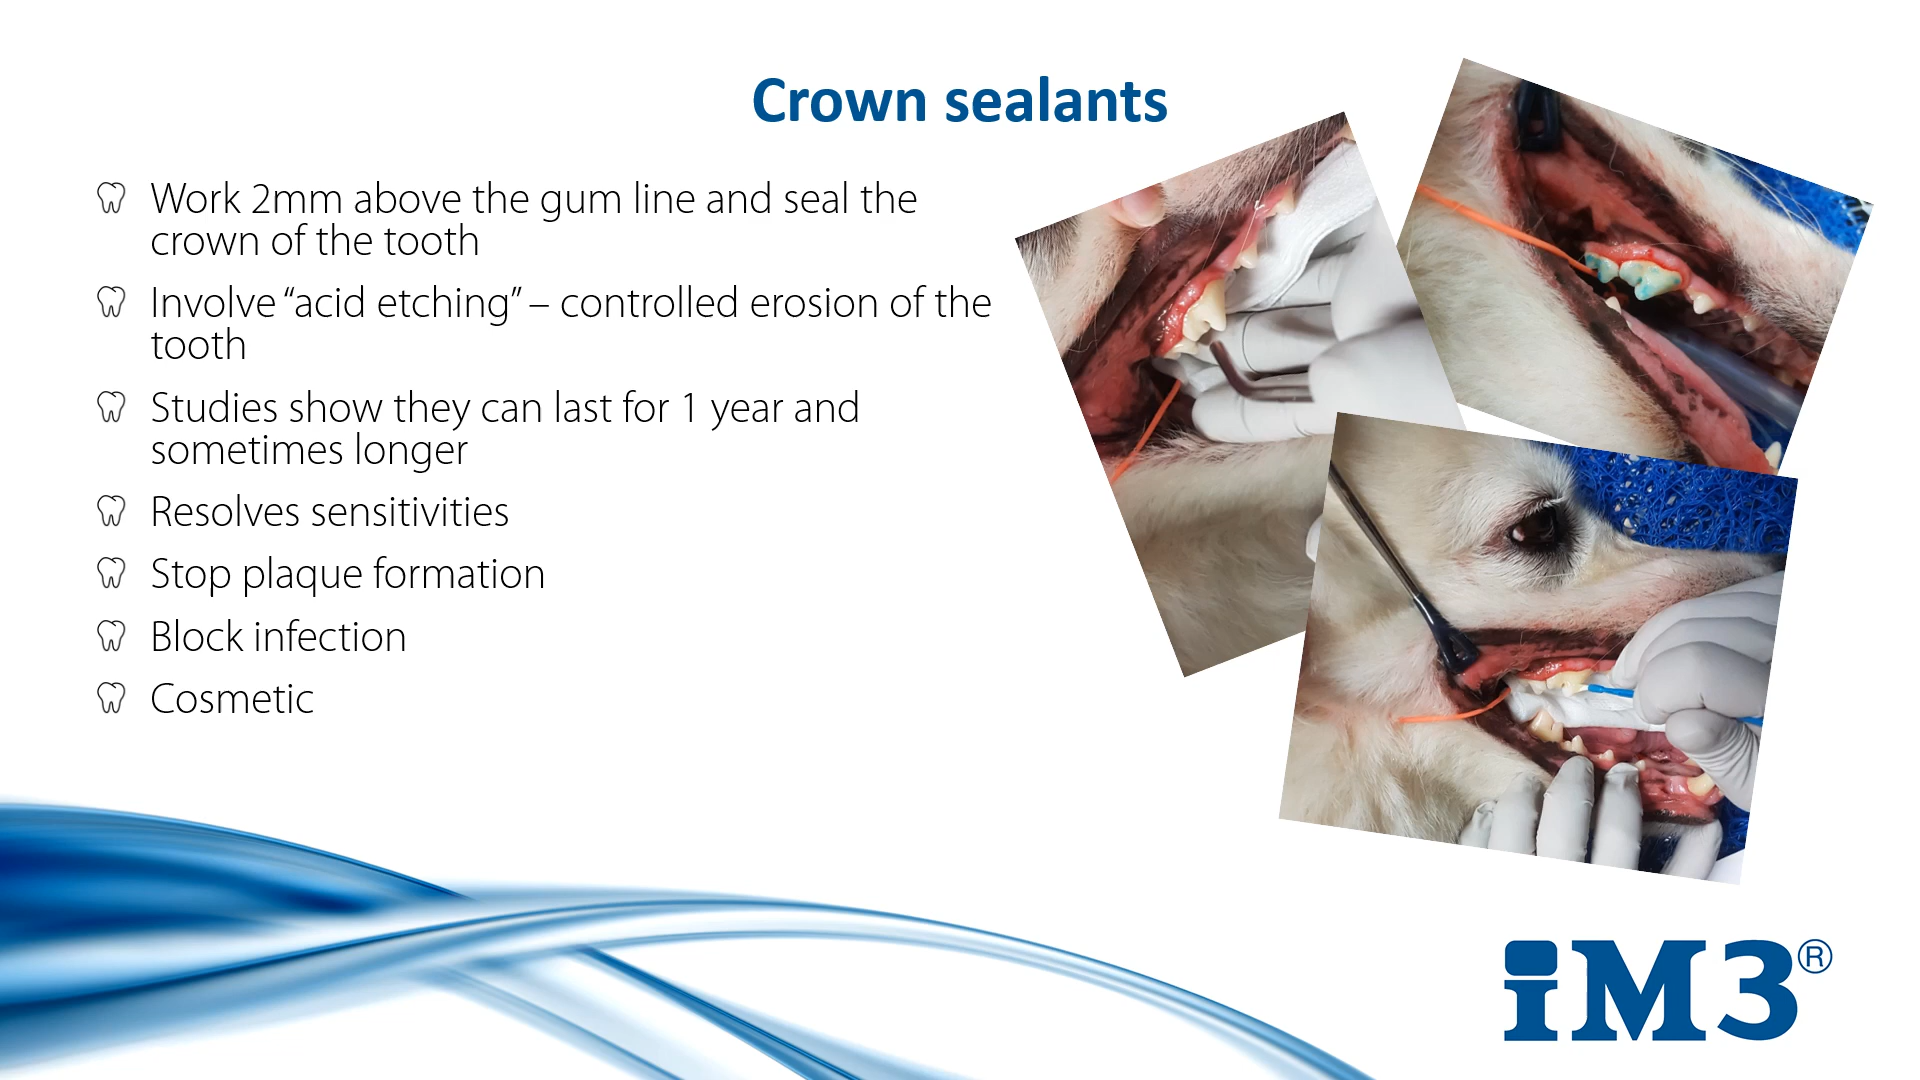 Crown sealants
Work 2mm above the gum line and seal the
crown of the tooth
Involve “acid etching” – controlled erosion of the
tooth
Studies show they can last for 1 year and
sometimes longer
Resolves sensitivities
Stop plaque formation
Block infection
Cosmetic
iM3®